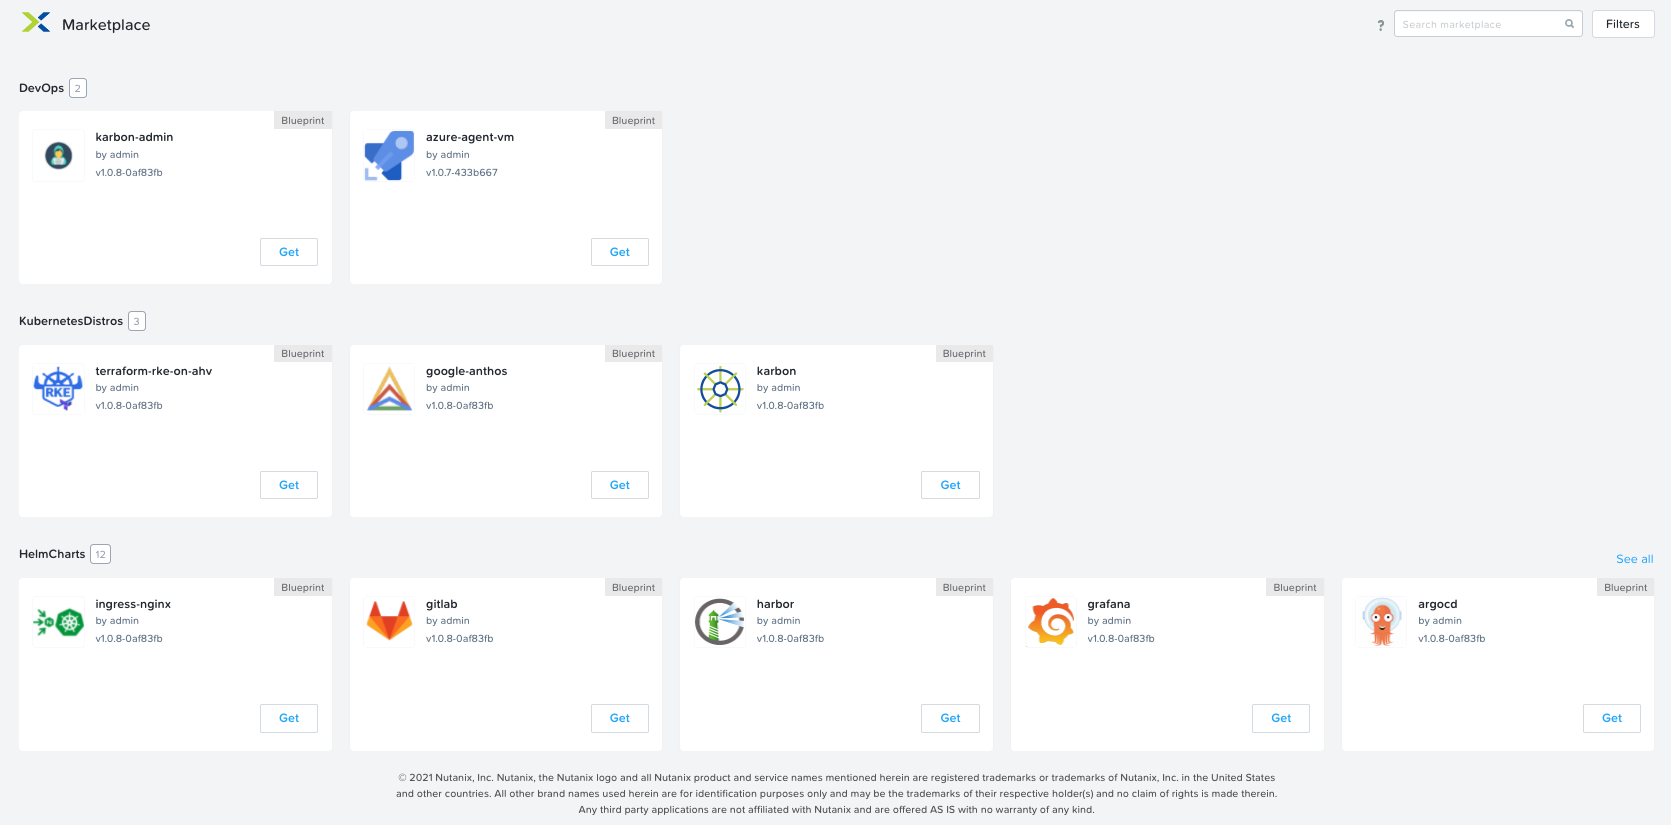 Marketplace
?
Search marketplace
Filters
DevOps 2
Blueprint
karbon-admin
by admin
v1.0.8-0af83fb
Get
Blueprint
azure-agent-vm
by admin
v1.0.7-433b667
Get
KubernetesDistros 3
Blueprint
RKE
terraform-rke-on-ahv
by admin
v1.0.8-0af83fb
Get
Blueprint
google-anthos
by admin
v1.0.8-0af83fb
Get
Blueprint
karbon
by admin
v1.0.8-0af83fb
Get
HelmCharts 12
See all
Blueprint
N
ingress-nginx
by admin
v1.0.8-0af83fb
Get
Blueprint
gitlab
by admin
v1.0.8-0af83fb
Get
Blueprint
harbor
by admin
v1.0.8-0af83fb
Get
Blueprint
grafana
by admin
v1.0.8-0af83fb
Get
Blueprint
argocd
by admin
v1.0.8-0af83fb
Get
© 2021 Nutanix, Inc. Nutanix, the Nutanix logo and all Nutanix product and service names mentioned herein are registered trademarks or trademarks of Nutanix, Inc. in the United States
and other countries. All other brand names used herein are for identification purposes only and may be the trademarks of their respective holder(s) and no claim of rights is made therein.
Any third party applications are not affiliated with Nutanix and are offered AS IS with no warranty of any kind.